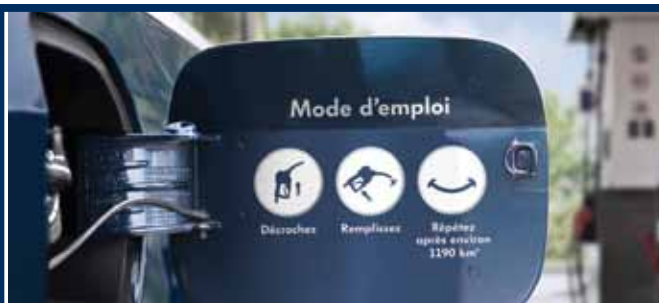 Mode d'emploi
Décrochez
Remplissez
Répétez
après environ
1190 km*